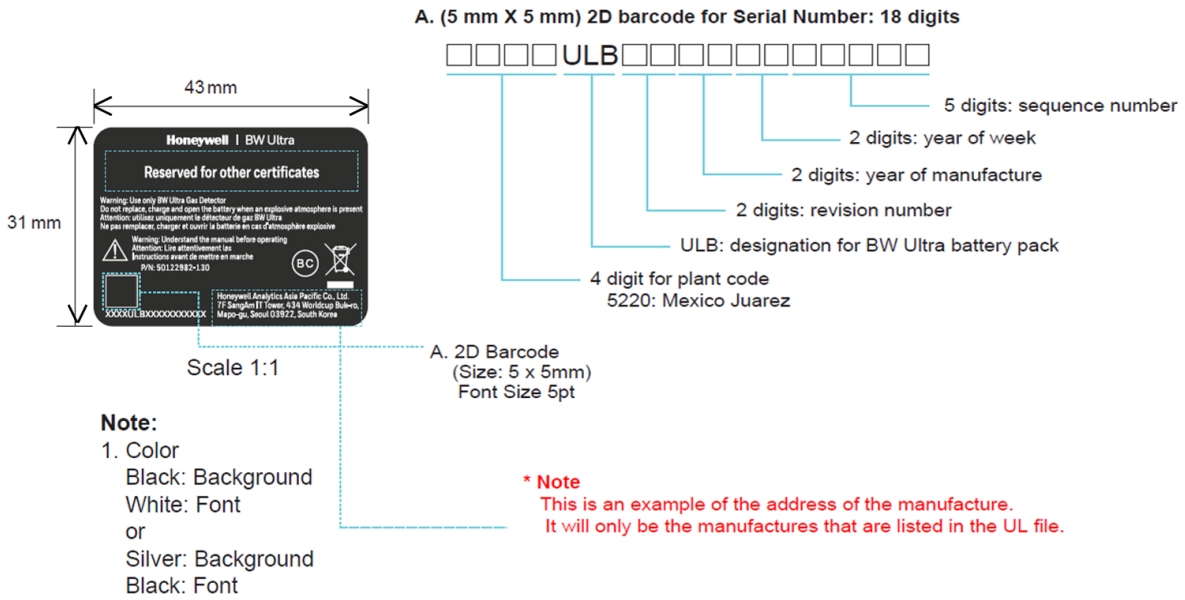 A. (5 mm X 5 mm) 2D barcode for Serial Number: 18 digits
ULB
5 digits: sequence number
2 digits: year of week
2 digits: year of manufacture
2 digits: revision number
ULB: designation for BW Ultra battery pack
4 digit for plant code
5220: Mexico Juarez
43 mm
31 mm
Honeywell | BW Ultra
Reserved for other certificates
Warning: Use only BW Ultra Gas Detector
Do not replace, charge and open the battery when an explosive atmosphere is present
Attention: utilisez uniquement le détecteur de gaz BW Ultra
Ne pas remplacer, charger et ouvrir la batterie en cas d'atmosphère explosive
Warning: Understand the manual before operating
Attention: Lire attentivement las
Instructions avant de mettre en marche
P/N: 50122982-130
BC
Honeywell Analytics Asia Pacific Co., Ltd.
7F SangAm IT Tower, 434 Worldcup Buk-ro,
Mapo-gu, Seoul 03922, South Korea
XXXXULBXXXXXXXXXXX
Scale 1:1
A. 2D Barcode
(Size: 5 x 5mm)
Font Size 5pt
Note:
1. Color
Black: Background
White: Font
or
Silver: Background
Black: Font
* Note
This is an example of the address of the manufacture.
It will only be the manufactures that are listed in the UL file.